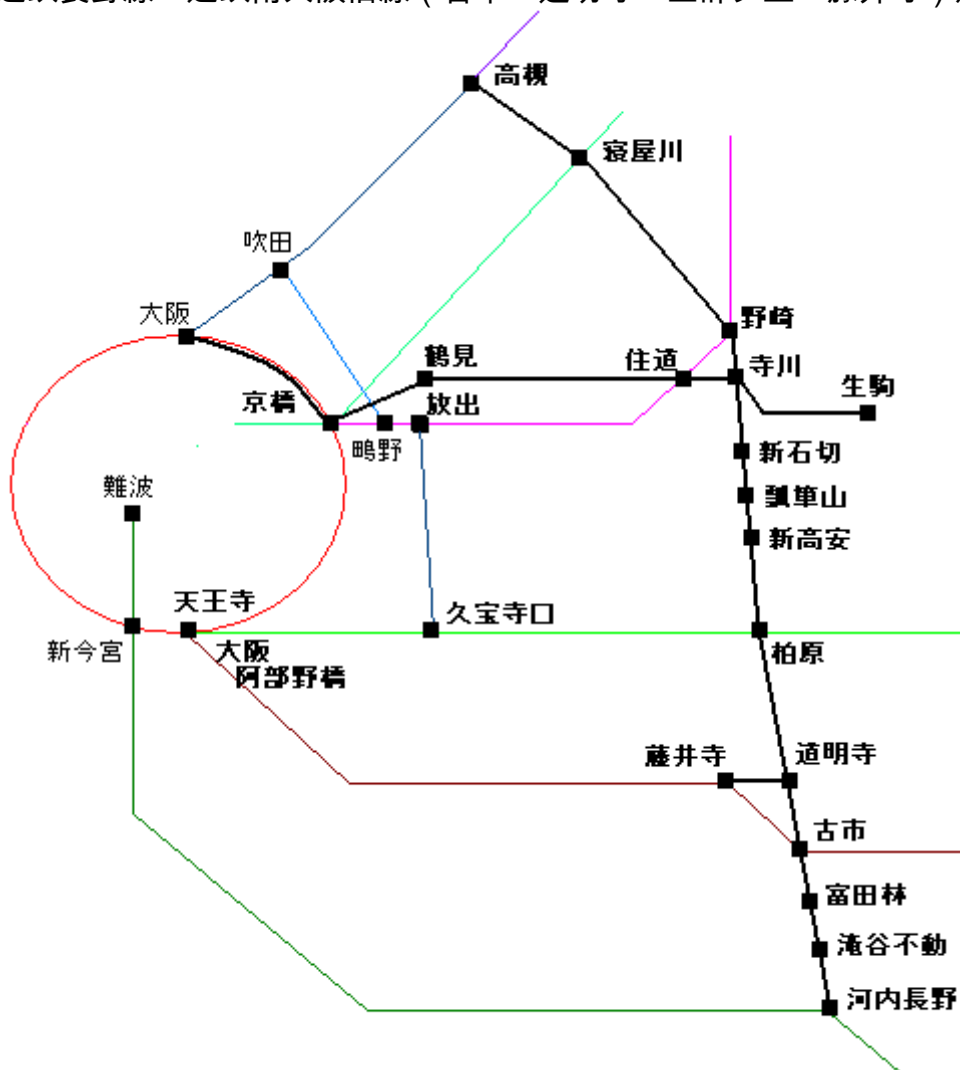 高槻
寝屋川
吹田
大阪
野崎
鶴見
住道
寺川
生駒
京橋
放出
鴫野
新石切
難波
瓢箪山
新高安
天王寺
久宝寺口
新今宮
大阪
阿部野橋
柏原
藤井寺
道明寺
古市
富田林
滝谷不動
河内長野